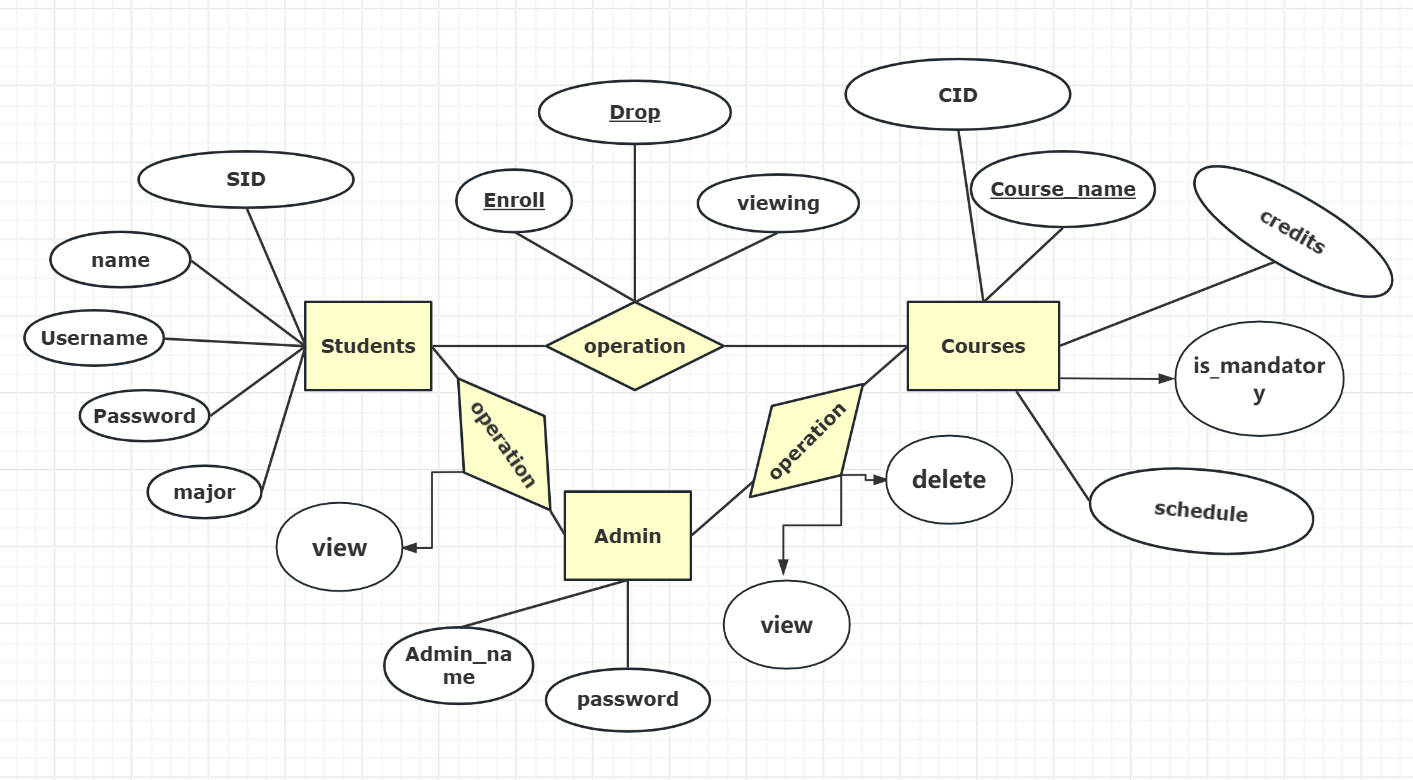 CID
Drop
SID
Enroll
viewing
Course_name
credits
name
Username
Students
operation
Courses
is_mandator
y
Password
operation
operation
major
delete
schedule
view
Admin
view
Admin_na
me
password